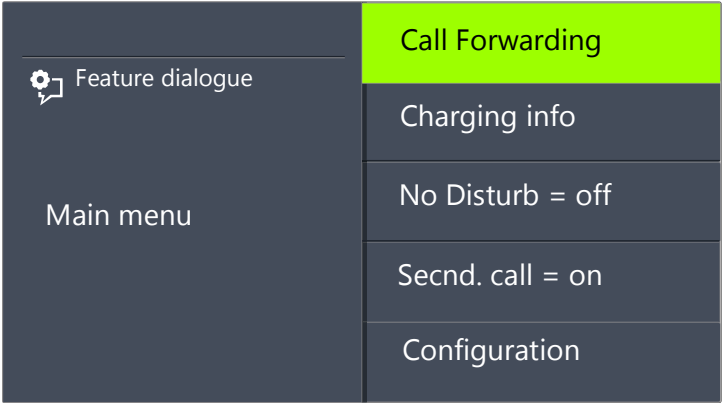 Feature dialogue
Main menu
Call Forwarding
Charging info
No Disturb = off
Secnd. call = on
Configuration